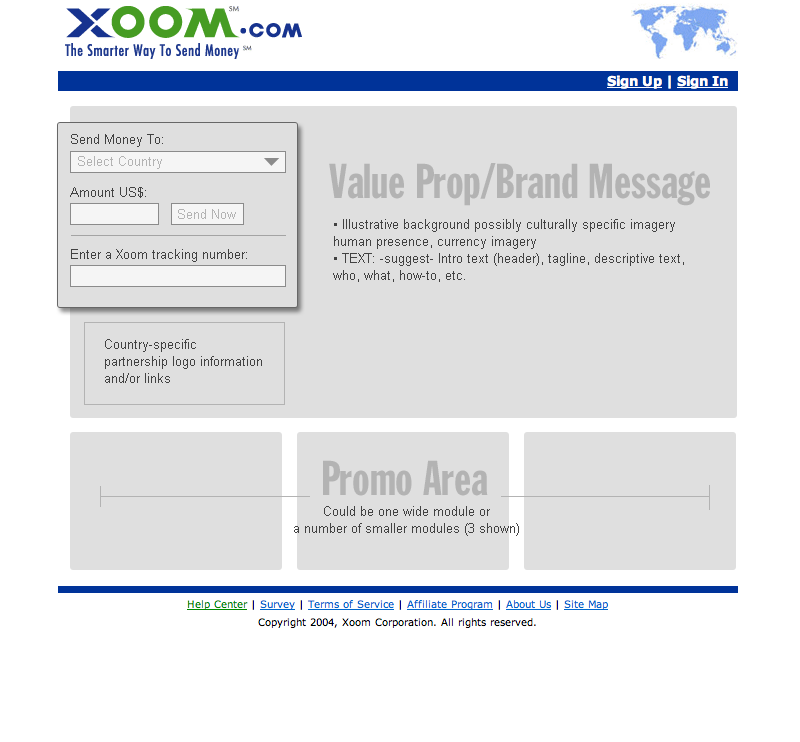 XOOM.COM SM
The Smarter Way To Send Money SM
Sign Up | Sign In
Send Money To:
Select Country
Amount US$:
Send Now
Enter a Xoom tracking number:
Value Prop/Brand Message
▪ Illustrative background possibly culturally specific imagery
human presence, currency imagery
▪ TEXT: -suggest- Intro text (header), tagline, descriptive text,
who, what, how-to, etc.
Country-specific
partnership logo information
and/or links
Promo Area
Could be one wide module or
a number of smaller modules (3 shown)
Help Center | Survey | Terms of Service | Affiliate Program | About Us | Site Map
Copyright 2004, Xoom Corporation. All rights reserved.